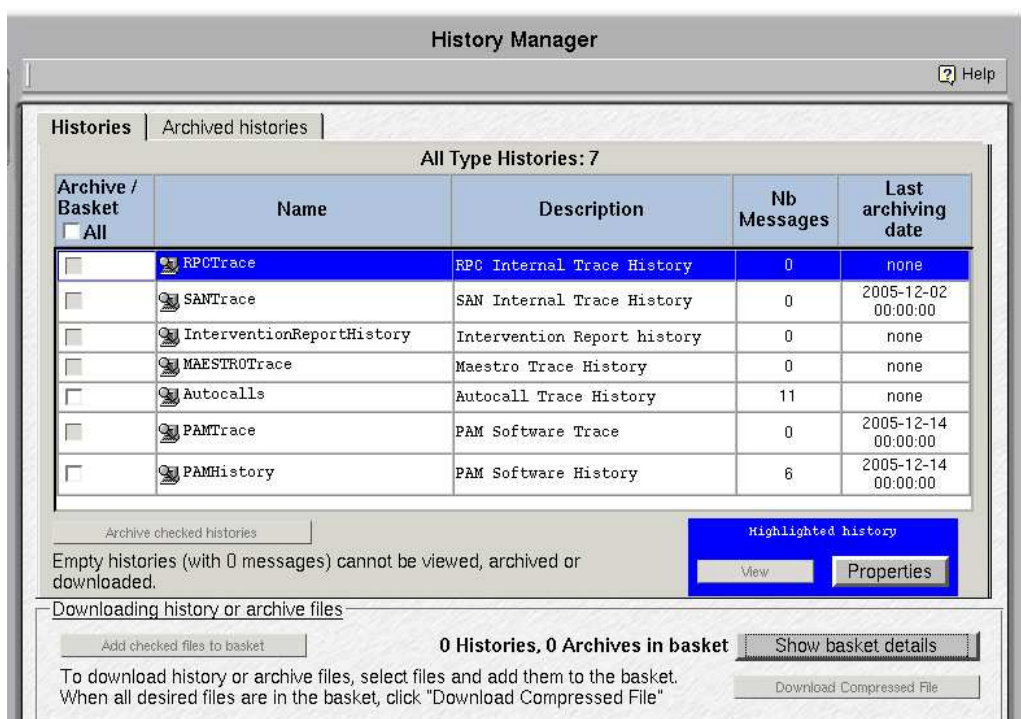 History Manager
Help
Histories
Archived histories
All Type Histories: 7
Archive / Basket
All
Name
Description
Nb Messages
Last archiving date
RPCTrace RPC Internal Trace History 0 none
SANTrace SAN Internal Trace History 0 2005-12-02 00:00:00
InterventionReportHistory Intervention Report history 0 none
MAESTROTrace Maestro Trace History 0 none
Autocalls Autocall Trace History 11 none
PAMTrace PAM Software Trace 0 2005-12-14 00:00:00
PAMHistory PAM Software History 6 2005-12-14 00:00:00
Archive checked histories
Highlighted history
Empty histories (with 0 messages) cannot be viewed, archived or
downloaded.
View
Properties
Downloading history or archive files
Add checked files to basket
0 Histories, 0 Archives in basket
Show basket details
To download history or archive files, select files and add them to the basket.
When all desired files are in the basket, click "Download Compressed File"
Download Compressed File